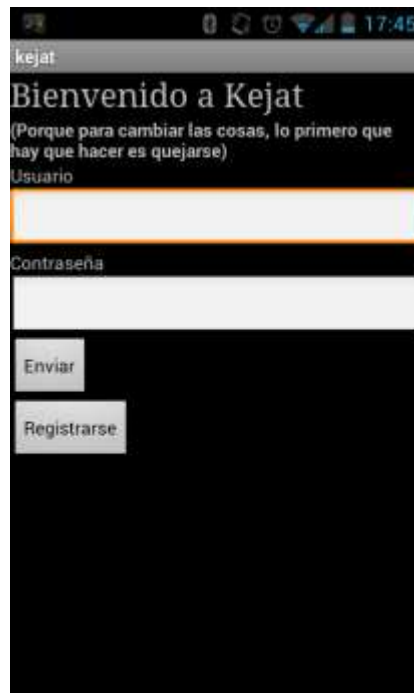 17:45
kejat
Bienvenido a Kejat
(Porque para cambiar las cosas, lo primero que
hay que hacer es quejarse)
Usuario
Contraseña
Enviar
Registrarse